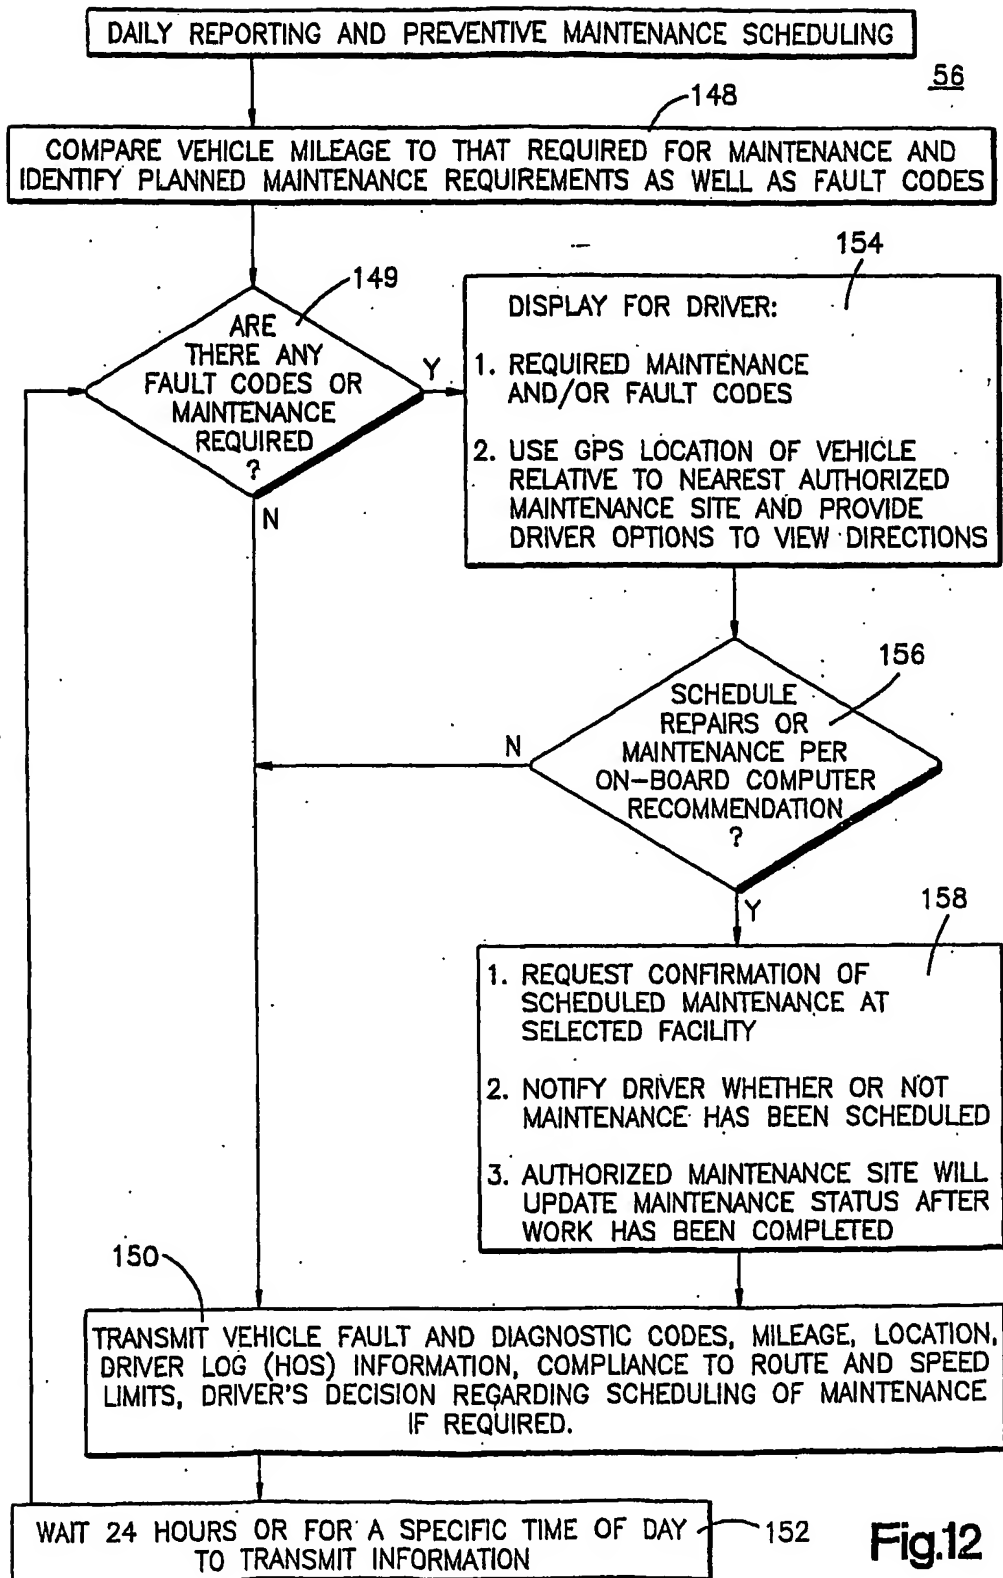 DAILY REPORTING AND PREVENTIVE MAINTENANCE SCHEDULING
56
148
COMPARE VEHICLE MILEAGE TO THAT REQUIRED FOR MAINTENANCE AND
IDENTIFY PLANNED MAINTENANCE REQUIREMENTS AS WELL AS FAULT CODES
149
ARE
THERE ANY
FAULT CODES OR
MAINTENANCE
REQUIRED
?
Y
N
154
DISPLAY FOR DRIVER:
1. REQUIRED MAINTENANCE
AND/OR FAULT CODES
2. USE GPS LOCATION OF VEHICLE
RELATIVE TO NEAREST AUTHORIZED
MAINTENANCE SITE AND PROVIDE
DRIVER OPTIONS TO VIEW DIRECTIONS
156
SCHEDULE
REPAIRS OR
MAINTENANCE PER
ON-BOARD COMPUTER
RECOMMENDATION
?
N
Y
158
1. REQUEST CONFIRMATION OF
SCHEDULED MAINTENANCE AT
SELECTED FACILITY
2. NOTIFY DRIVER WHETHER OR NOT
MAINTENANCE HAS BEEN SCHEDULED
3. AUTHORIZED MAINTENANCE SITE WILL
UPDATE MAINTENANCE STATUS AFTER
WORK HAS BEEN COMPLETED
150
TRANSMIT VEHICLE FAULT AND DIAGNOSTIC CODES, MILEAGE, LOCATION,
DRIVER LOG (HOS) INFORMATION, COMPLIANCE TO ROUTE AND SPEED
LIMITS, DRIVER'S DECISION REGARDING SCHEDULING OF MAINTENANCE
IF REQUIRED.
WAIT 24 HOURS OR FOR A SPECIFIC TIME OF DAY
TO TRANSMIT INFORMATION
152
Fig.12